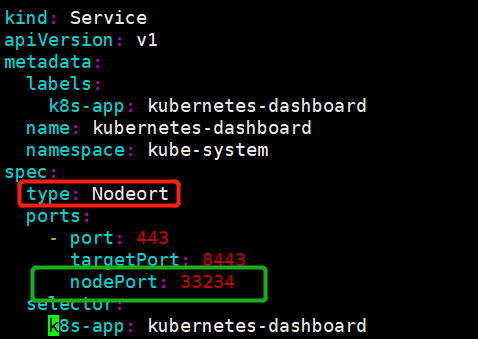 kind: Service
apiVersion: v1
metadata:
  labels:
    k8s-app: kubernetes-dashboard
  name: kubernetes-dashboard
  namespace: kube-system
spec:
  type: Nodeort
  ports:
    - port: 443
      targetPort: 8443
      nodePort: 33234
  selector:
    k8s-app: kubernetes-dashboard